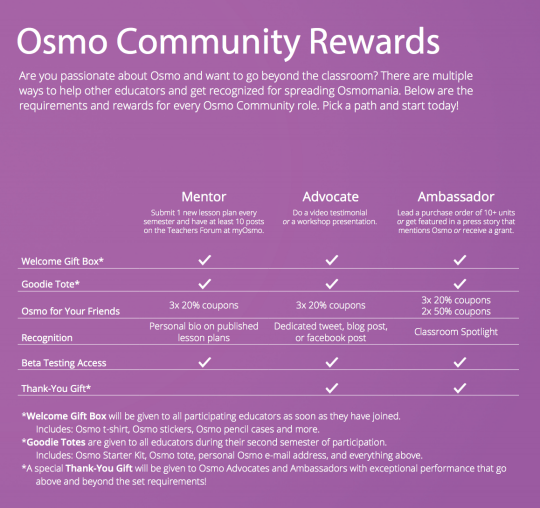 Osmo Community Rewards
Are you passionate about Osmo and want to go beyond the classroom? There are multiple
ways to help other educators and get recognized for spreading Osmomania. Below are the
requirements and rewards for every Osmo Community role. Pick a path and start today!
Mentor Advocate Ambassador
Submit 1 new lesson plan every Do a video testimonial Lead a purchase order of 10+ units
semester and have at least 10 posts or a workshop presentation. or get featured in a press story that
on the Teachers Forum at myOsmo. mentions Osmo or receive a grant.
Welcome Gift Box* ✓ ✓ ✓
Goodie Tote* ✓ ✓ ✓
Osmo for Your Friends 3x 20% coupons 3x 20% coupons 3x 20% coupons
2x 50% coupons
Recognition Personal bio on published Dedicated tweet, blog post, Classroom Spotlight
lesson plans or facebook post
Beta Testing Access ✓ ✓ ✓
Thank-You Gift* ✓ ✓
*Welcome Gift Box will be given to all participating educators as soon as they have joined.
Includes: Osmo t-shirt, Osmo stickers, Osmo pencil cases and more.
*Goodie Totes are given to all educators during their second semester of participation.
Includes: Osmo Starter Kit, Osmo tote, personal Osmo e-mail address, and everything above.
*A special Thank-You Gift will be given to Osmo Advocates and Ambassadors with exceptional performance that go
above and beyond the set requirements!